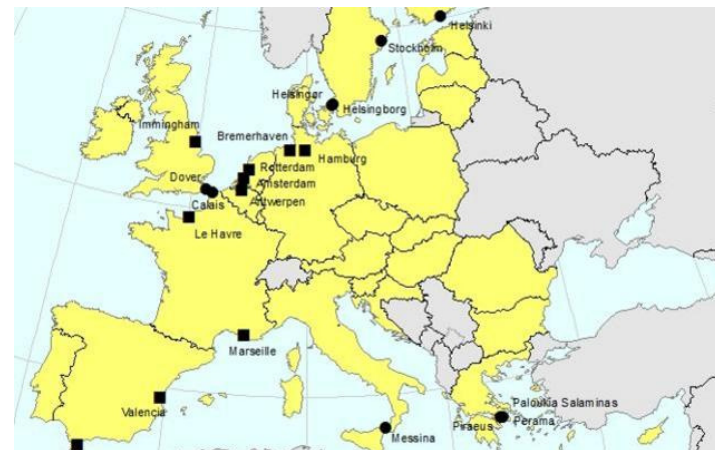 Helsinki
Stockholm
Helsingør
Helsingborg
Immingham
Bremerhaven
Hamburg
Rotterdam
Dover
Amsterdam
Calais
Antwerpen
Le Havre
Marseille
Valencia
Paloukia Salaminas
Piraeus
Perama
Messina